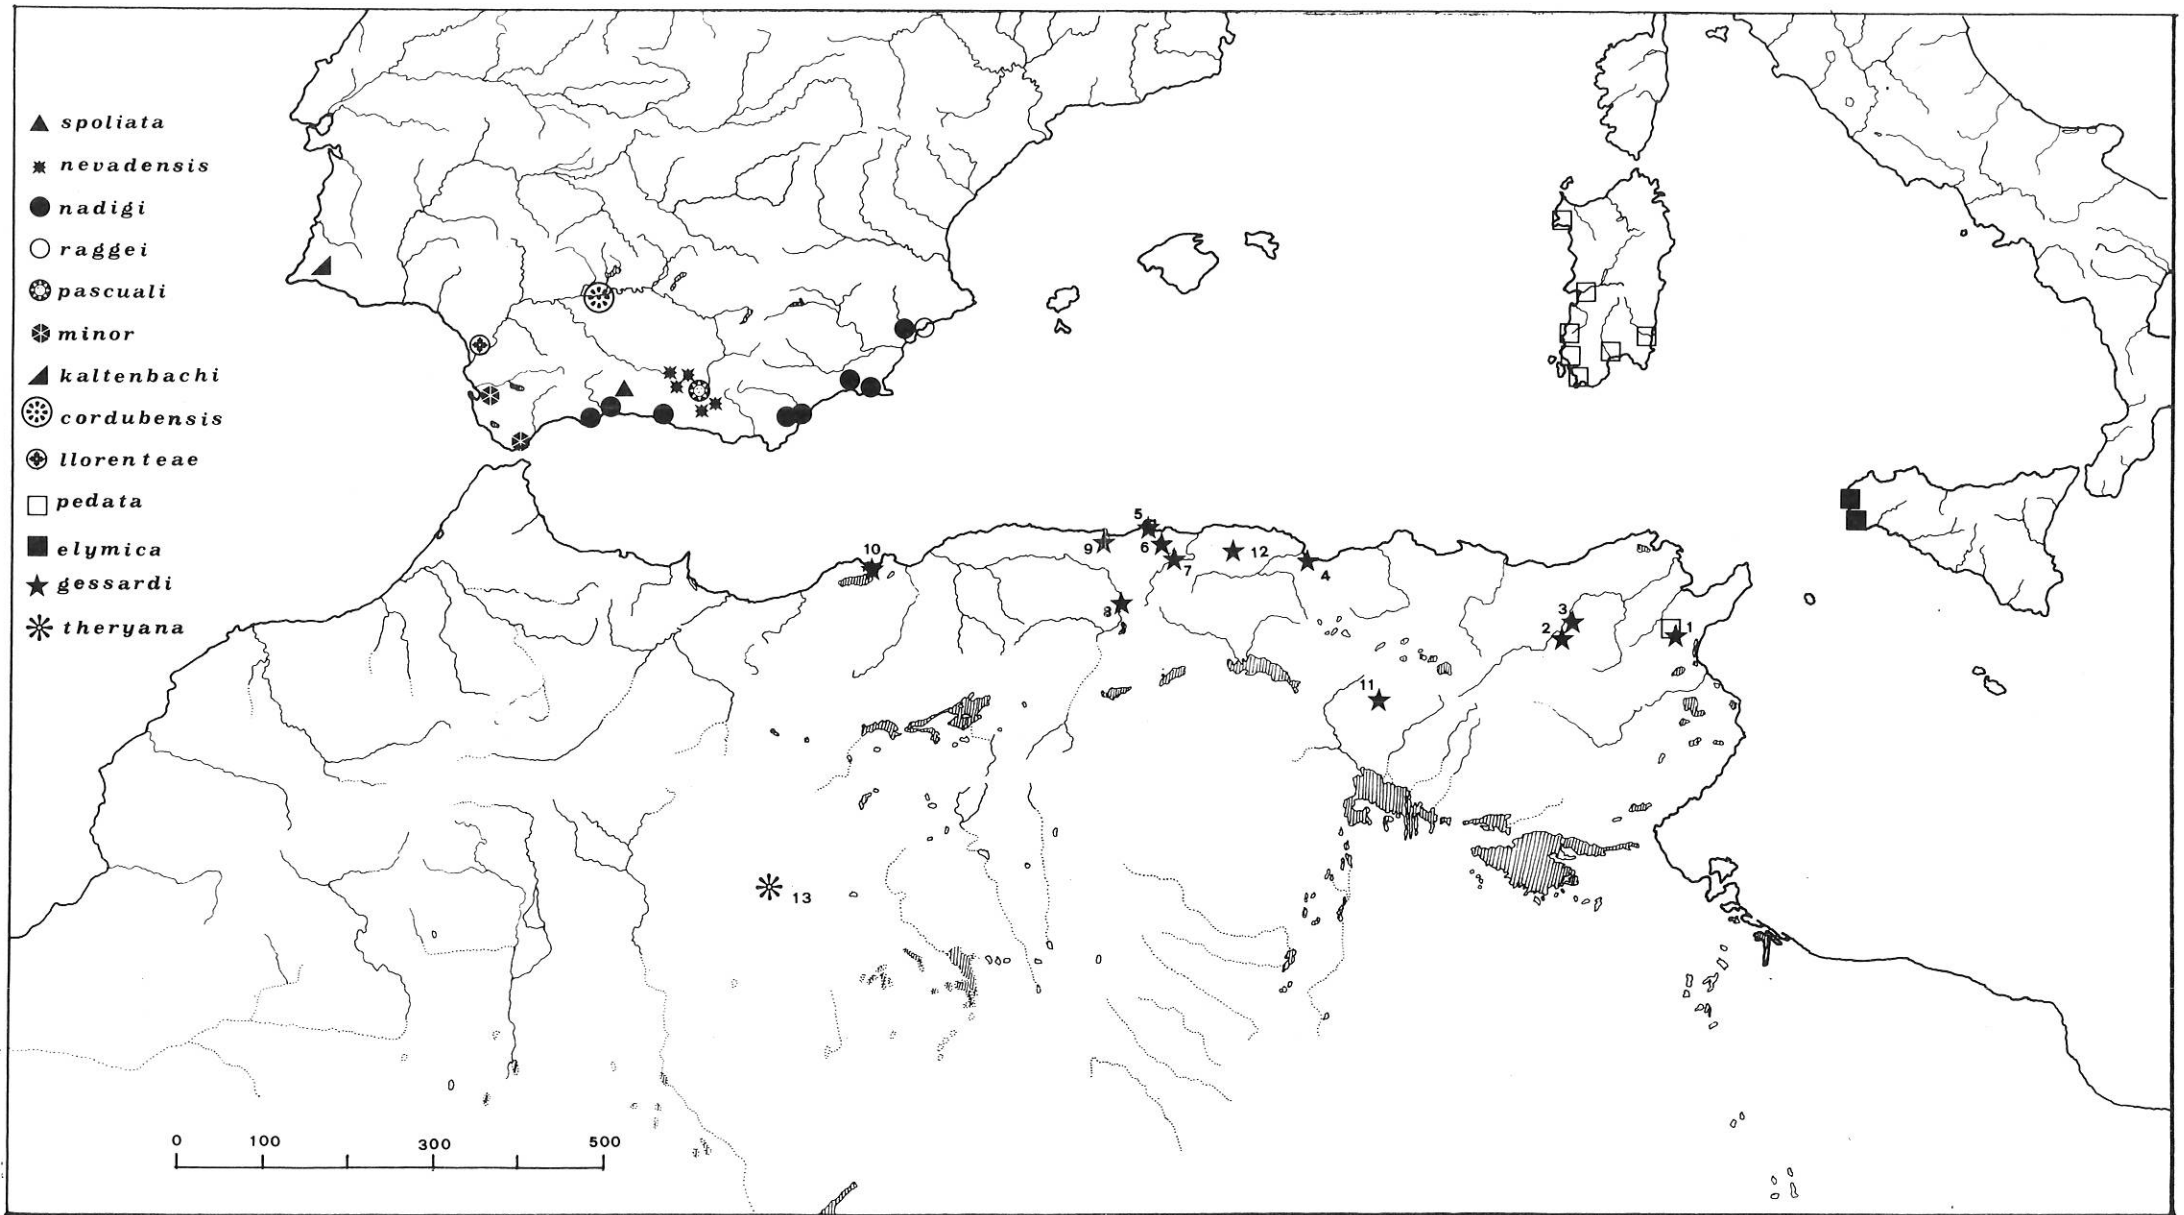 spoliata
nevadensis
nadigi
raggei
pascuali
minor
kaltenbachi
cordubensis
llorenteae
pedata
elymica
gessardi
theryana
5
9
6
10
12
7
4
8
3
2
1
11
13
0 100 300 500